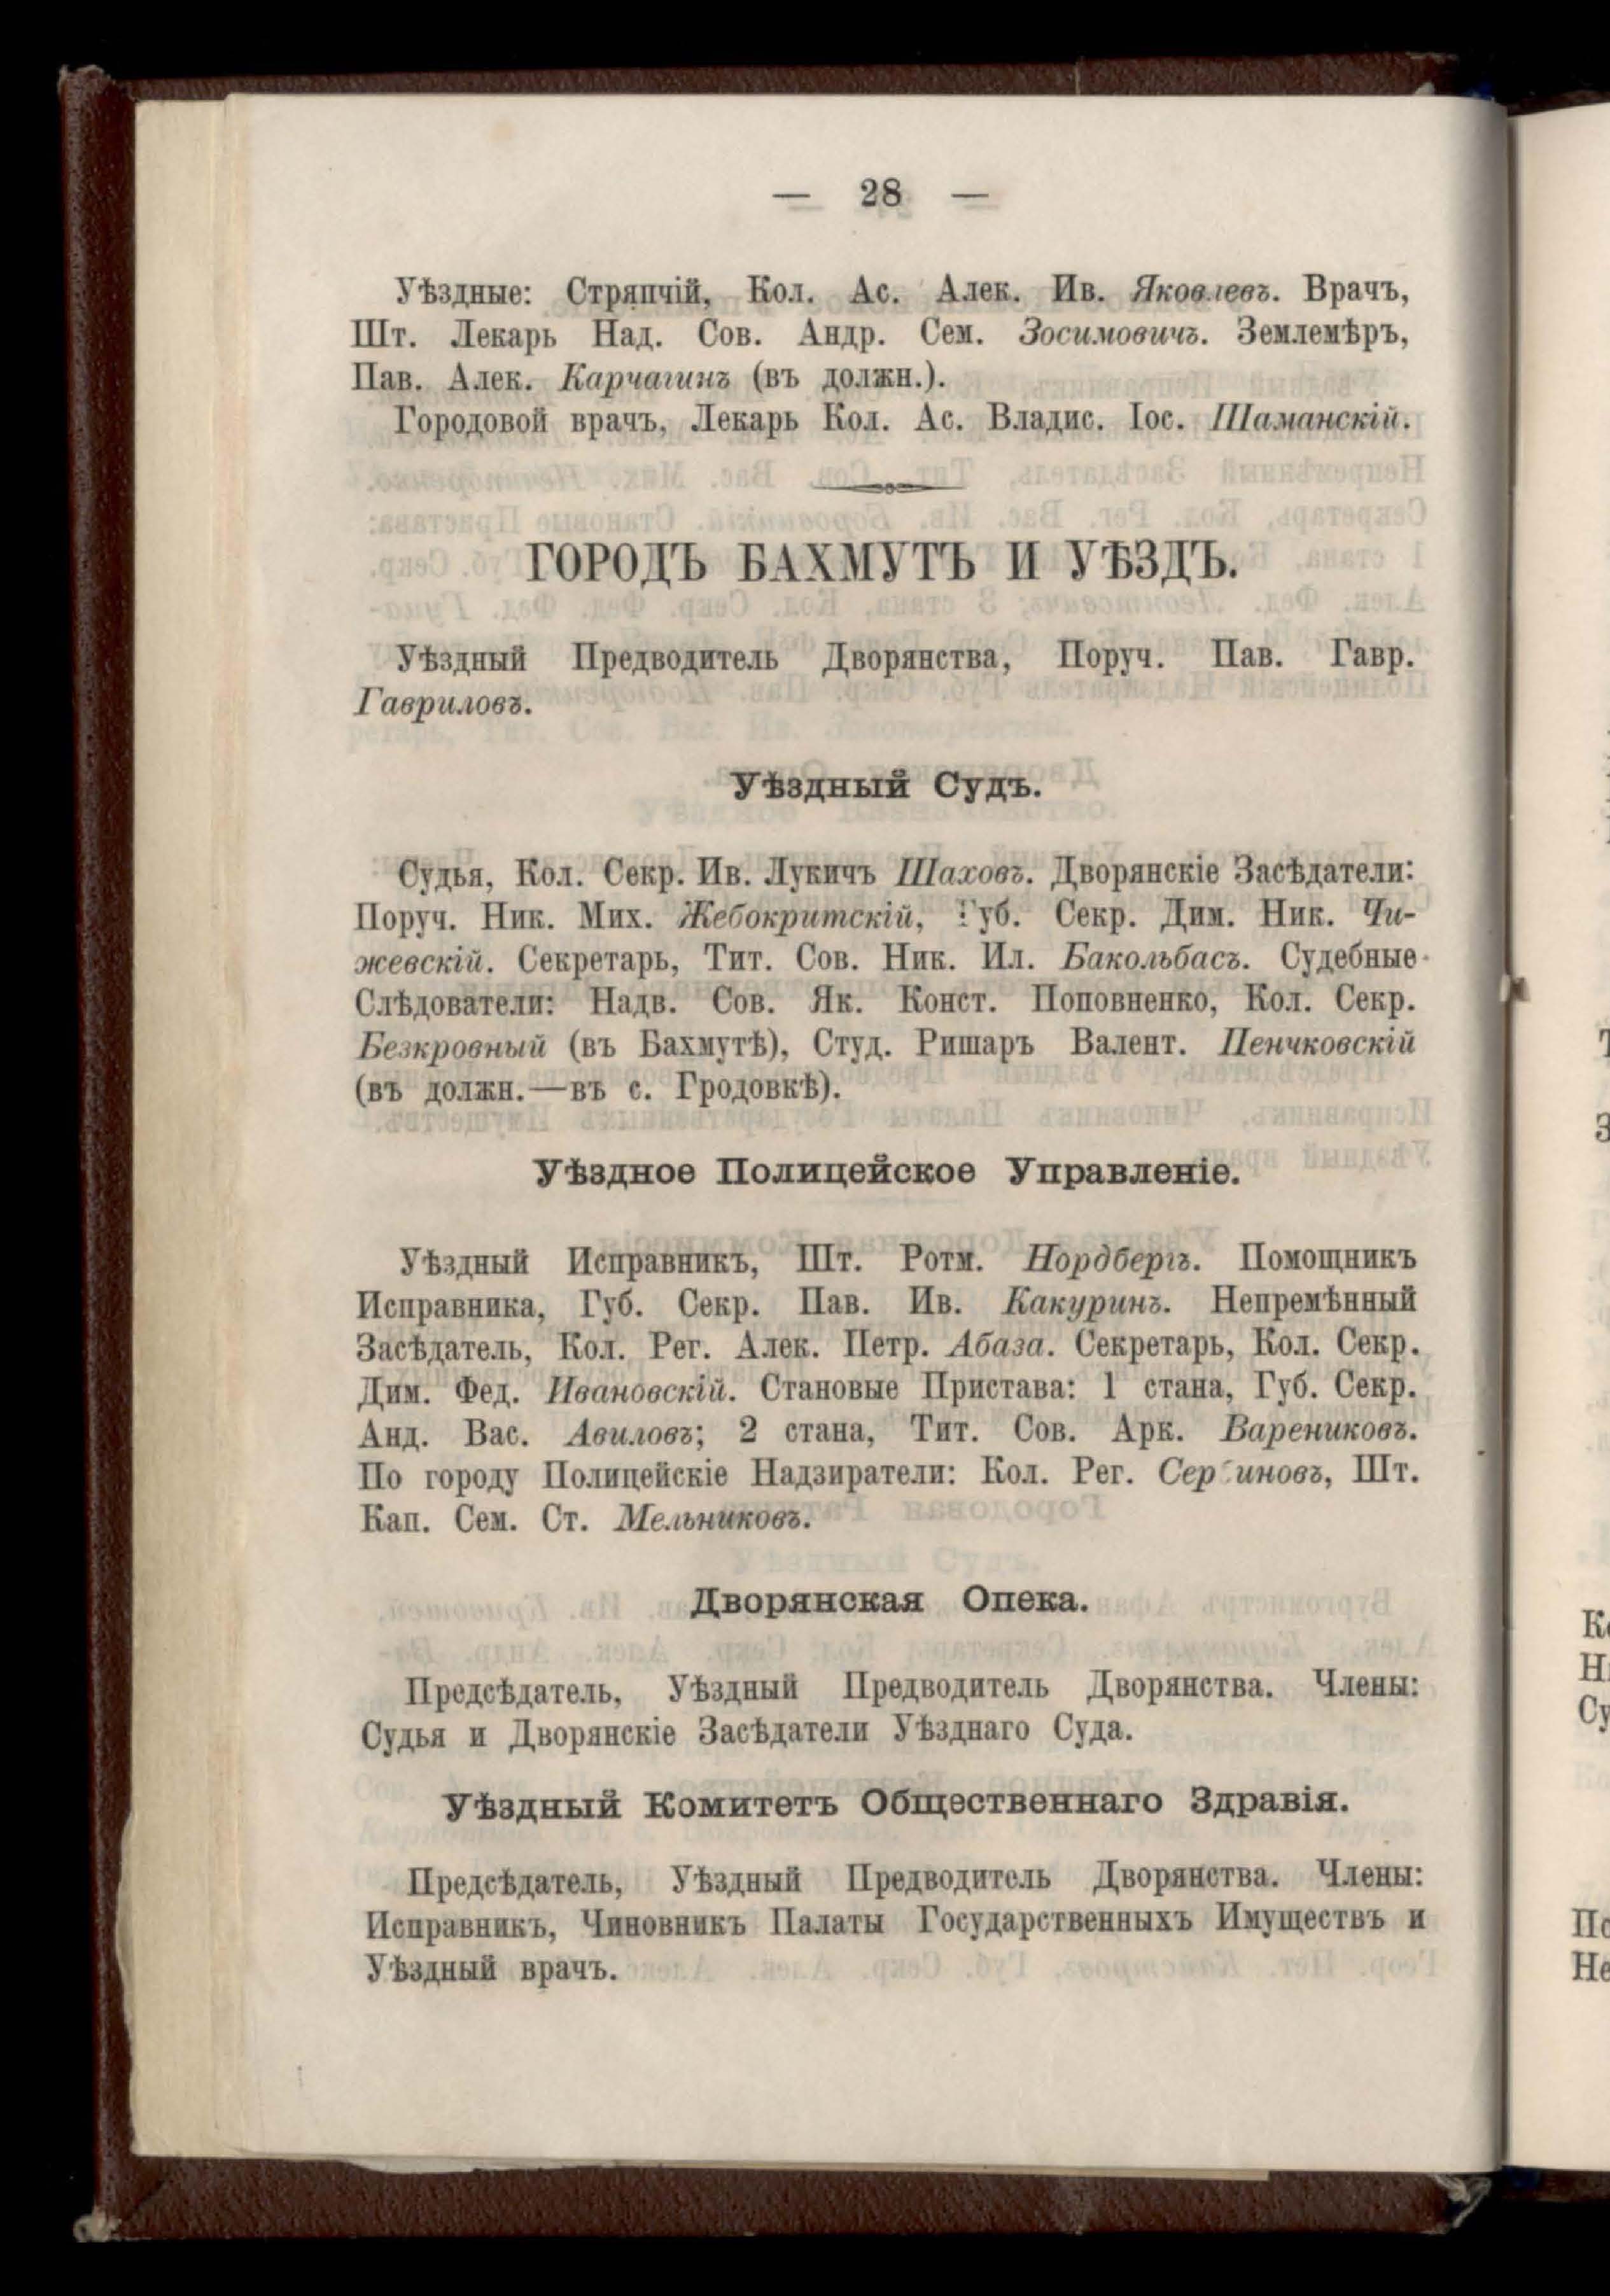 — 28 —
Уѣздные: Стряпчій, Кол. Ас. Алек. Ив. Яковлевъ. Врачъ,
Шт. Лекарь Над. Сов. Андр. Сем. Зосимовичъ. Землемѣръ,
Пав. Алек. Карчагинъ (въ должн.).
Городовой врачъ, Лекарь Кол. Ас. Владис. Іос. Шаманскій.
ГОРОДЪ БАХМУТЪ И УѢЗДЪ.
Уѣздный Предводитель Дворянства, Поруч. Пав. Гавр.
Гавриловъ.
Уѣздный Судъ.
Судья, Кол. Секр. Ив. Лукичъ Шаховъ. Дворянскіе Засѣдатели:
Поруч. Ник. Мих. Жебокритскій, Губ. Секр. Дим. Ник. Чи-
жевскій. Секретарь, Тит. Сов. Ник. Ил. Бакольбасъ. Судебные
Слѣдователи: Надв. Сов. Як. Конст. Поповненко, Кол. Секр.
Безкровный (въ Бахмутѣ), Студ. Ришаръ Валент. Пенчковскій
(въ должн.—въ с. Гродовкѣ).
Уѣздное Полицейское Управленіе.
Уѣздный Исправникъ, Шт. Ротм. Нордбергъ. Помощникъ
Исправника, Губ. Секр. Пав. Ив. Какуринъ. Непремѣнный
Засѣдатель, Кол. Рег. Алек. Петр. Абаза. Секретарь, Кол. Секр.
Дим. Фед. Ивановскій. Становые Пристава: 1 стана, Губ. Секр.
Анд. Вас. Авиловъ; 2 стана, Тит. Сов. Арк. Варениковъ.
По городу Полицейскіе Надзиратели: Кол. Рег. Шт.
Кап. Сем. Ст. Мельниковъ.
Дворянская Опека.
Предсѣдатель, Уѣздный Предводитель Дворянства. Члены:
Судья и Дворянскіе Засѣдатели Уѣзднаго Суда.
Уѣздный Комитетъ Общественнаго Здравія.
Предсѣдатель, Уѣздный Предводитель Дворянства. Члены:
Исправникъ, Чиновникъ Палаты Государственныхъ Имуществъ и
Уѣздный врачъ.